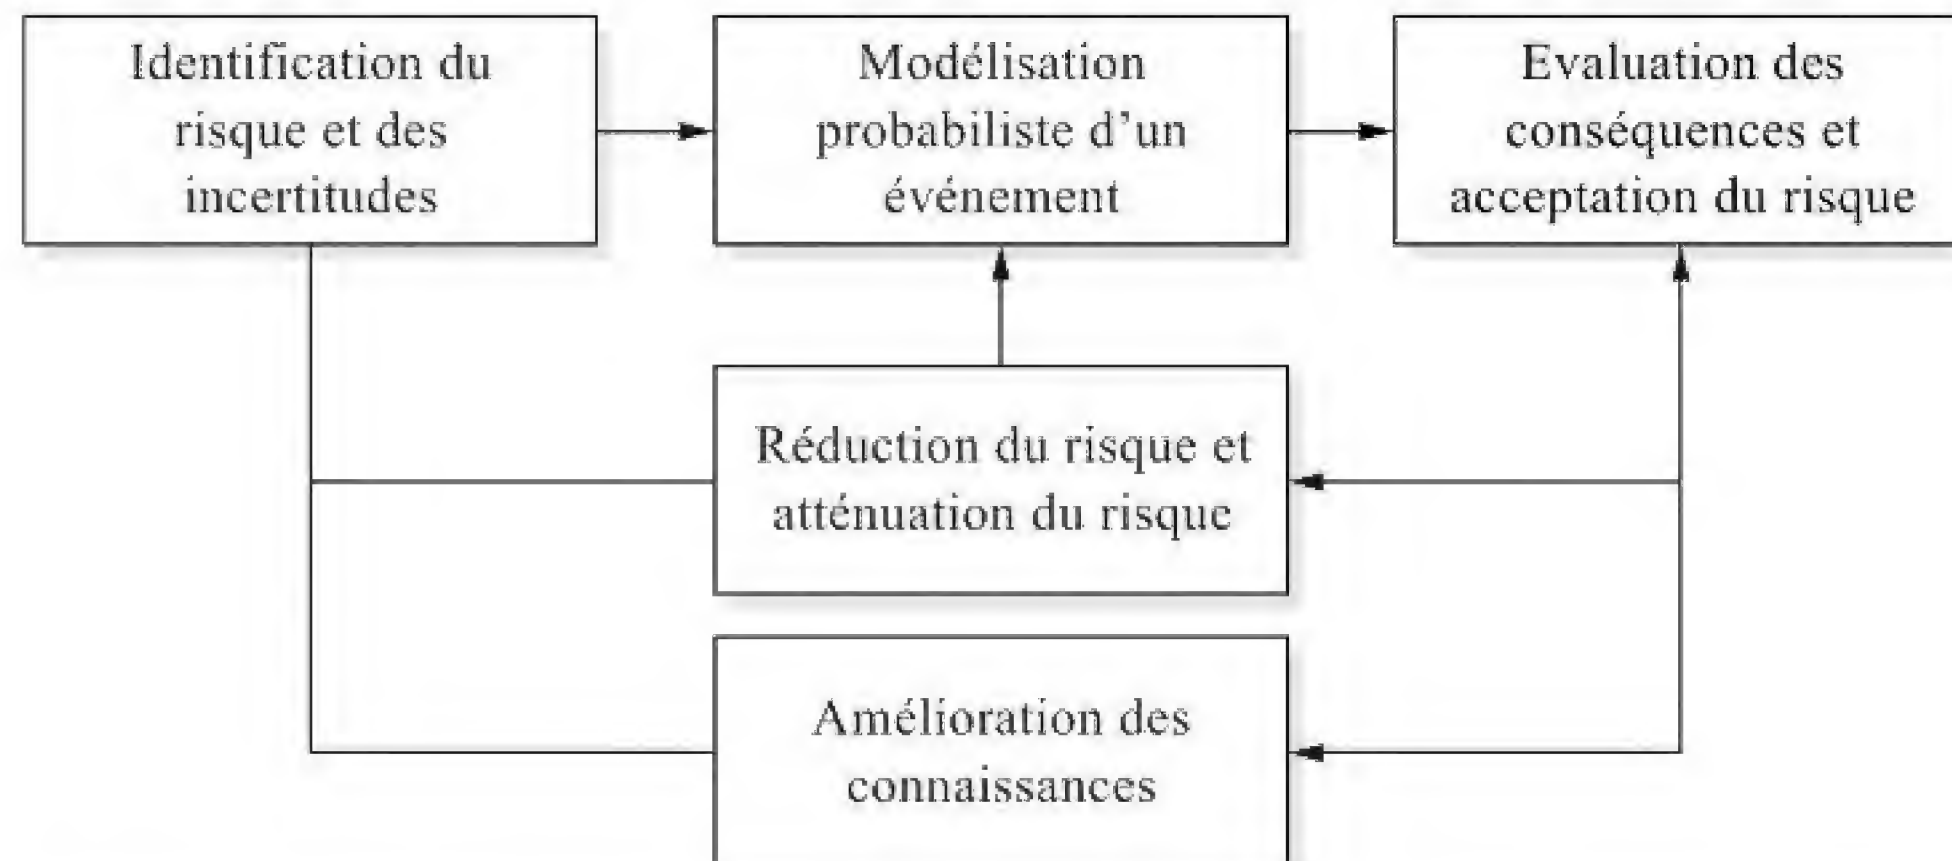 Identification du
risque et des
incertitudes
Modélisation
probabiliste d'un
événement
Evaluation des
conséquences et
acceptation du risque
Réduction du risque et
atténuation du risque
Amélioration des
connaissances